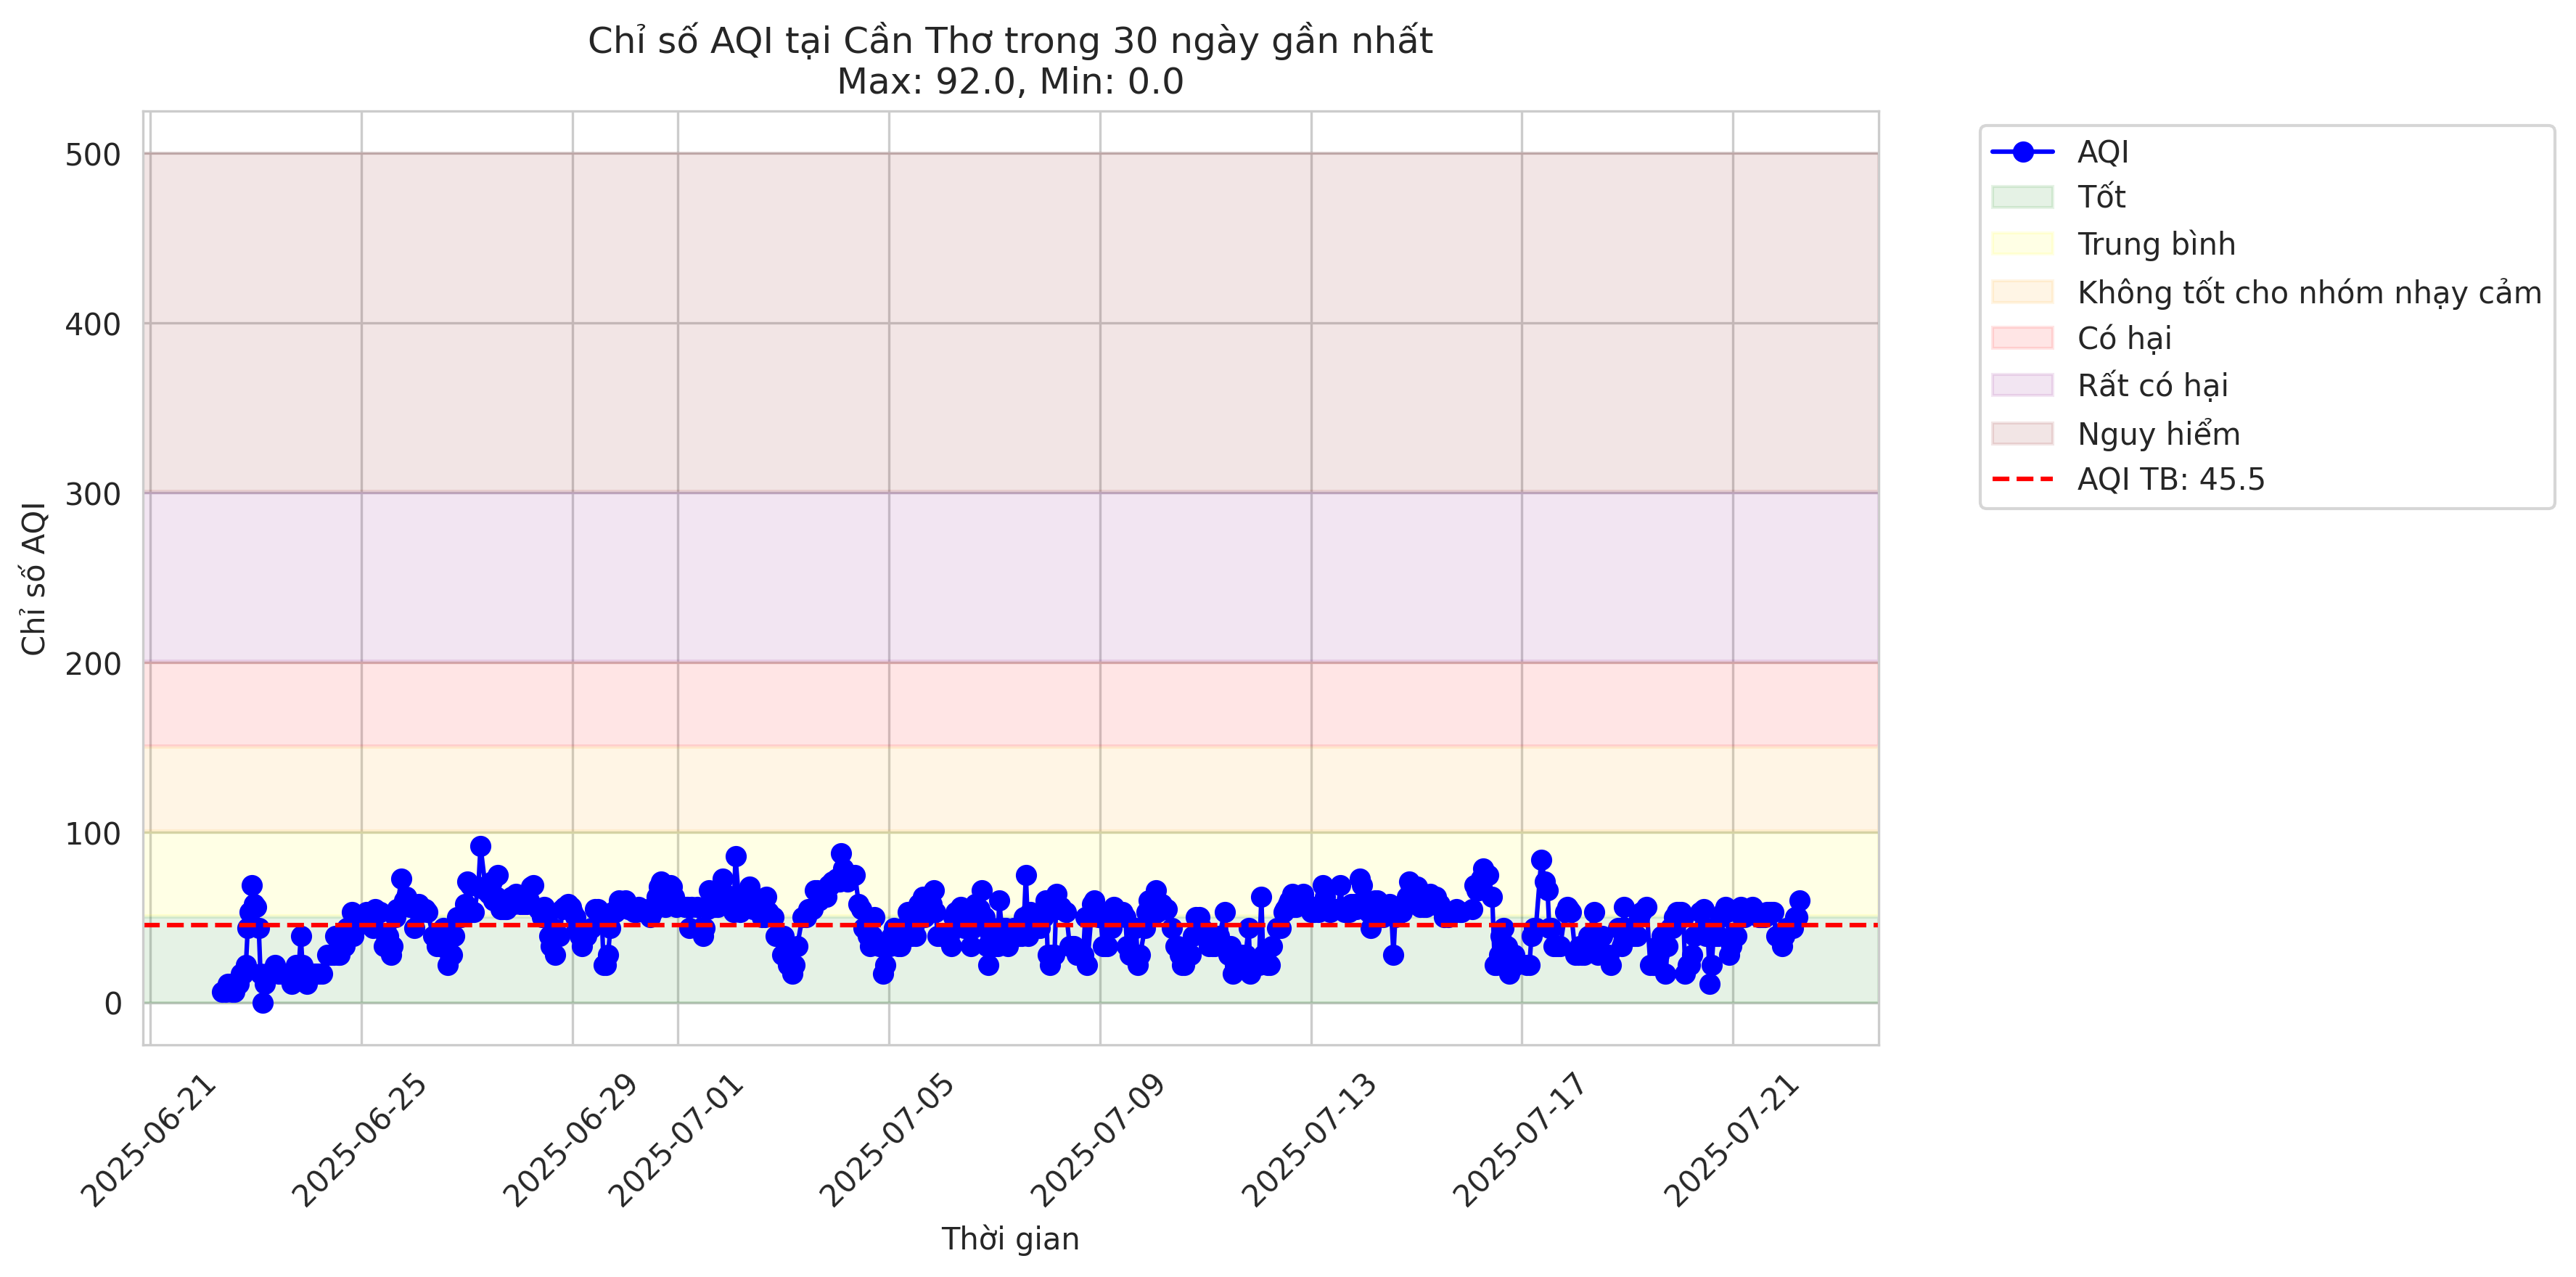 Chỉ số AQI tại Cần Thơ trong 30 ngày gần nhất
Max: 92.0, Min: 0.0
Chỉ số AQI
500
400
300
200
100
0
2025-06-21
2025-06-25
2025-06-29
2025-07-01
2025-07-05
2025-07-09
2025-07-13
2025-07-17
2025-07-21
Thời gian
AQI
Tốt
Trung bình
Không tốt cho nhóm nhạy cảm
Có hại
Rất có hại
Nguy hiểm
AQI TB: 45.5